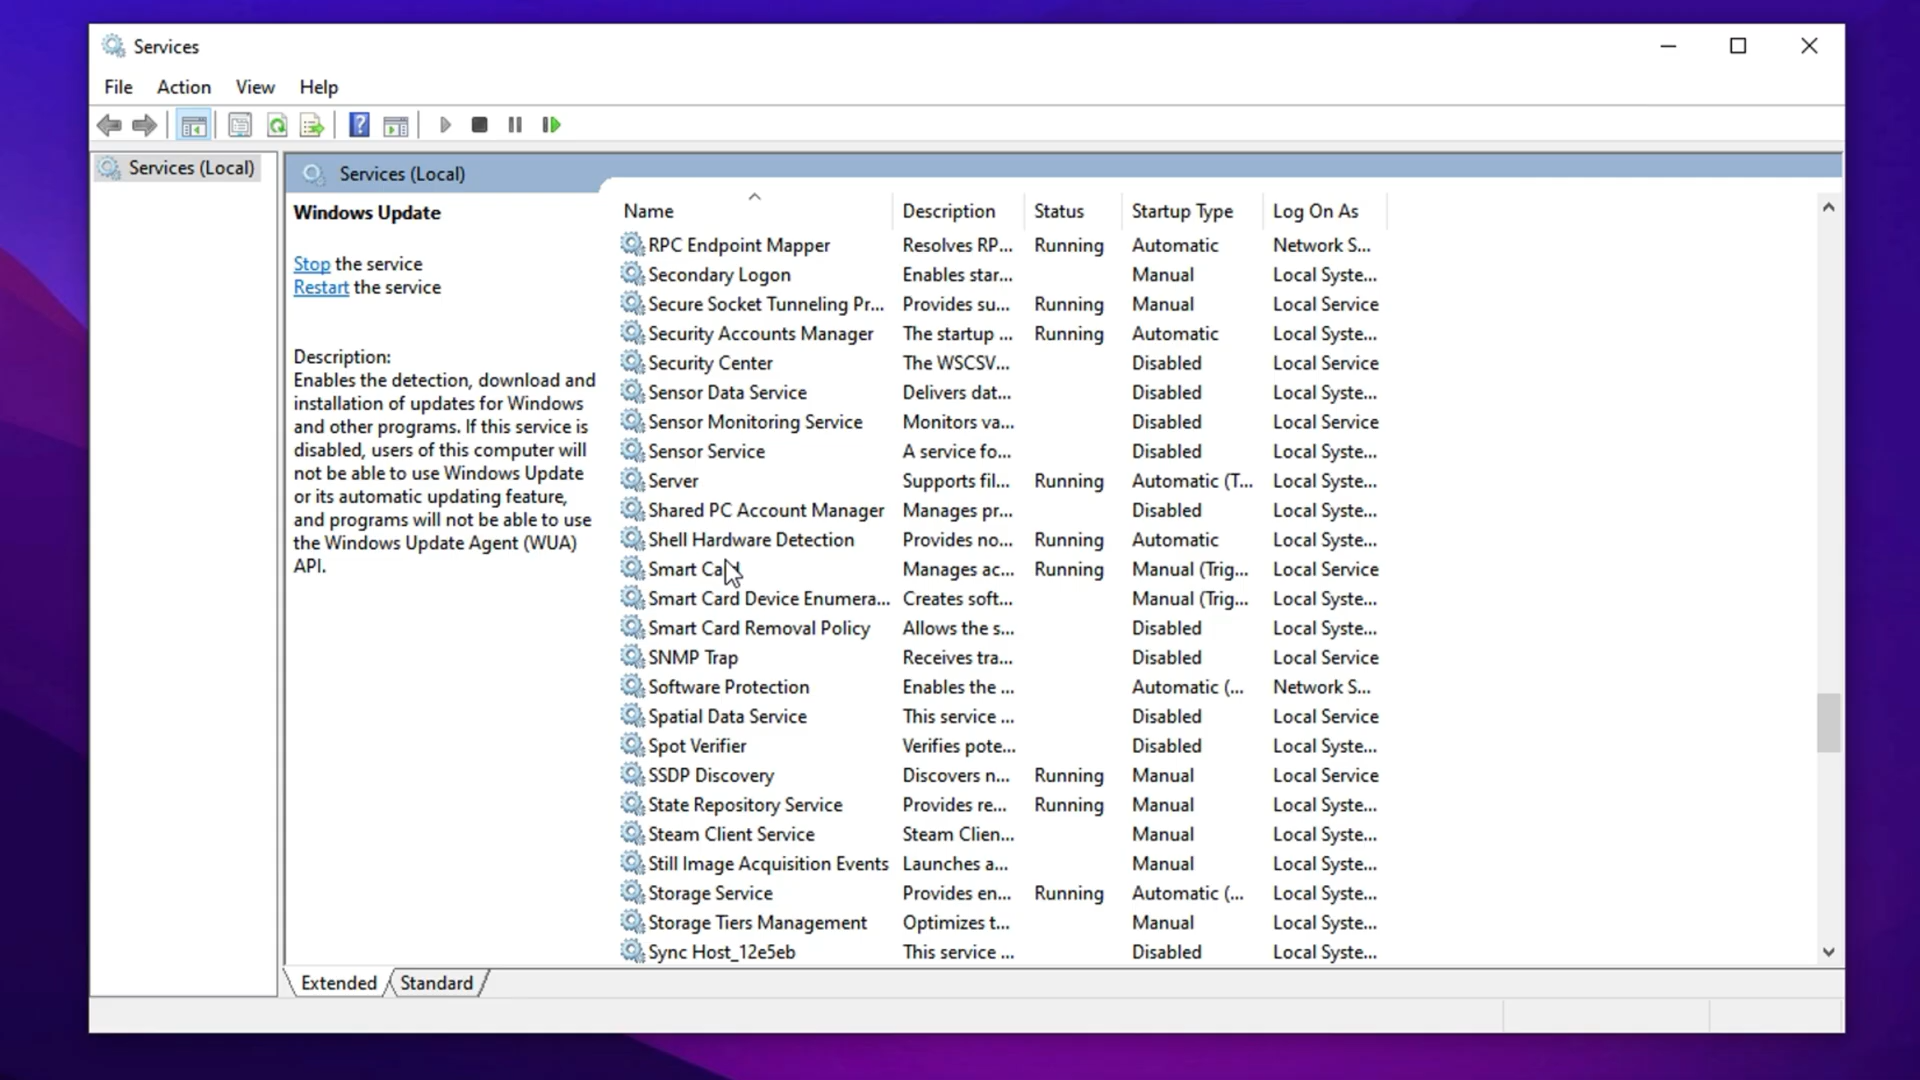 Services
File Action View Help
Services (Local)
Services (Local)
Windows Update
Stop the service
Restart the service
Description:
Enables the detection, download and
installation of updates for Windows
and other programs. If this service is
disabled, users of this computer will
not be able to use Windows Update
or its automatic updating feature,
and programs will not be able to use
the Windows Update Agent (WUA)
API.
Name Description Status Startup Type Log On As
RPC Endpoint Mapper Resolves RP... Running Automatic Network S...
Secondary Logon Enables star... Manual Local Syste...
Secure Socket Tunneling Pr... Provides su... Running Manual Local Service
Security Accounts Manager The startup ... Running Automatic Local Syste...
Security Center The WSCSV... Disabled Local Service
Sensor Data Service Delivers dat... Disabled Local Syste...
Sensor Monitoring Service Monitors va... Disabled Local Service
Sensor Service A service fo... Disabled Local Syste...
Server Supports fil... Running Automatic (T... Local Syste...
Shared PC Account Manager Manages pr... Disabled Local Syste...
Shell Hardware Detection Provides no... Running Automatic Local Syste...
Smart Card Manages ac... Running Manual (Trig... Local Service
Smart Card Device Enumera... Creates soft... Manual (Trig... Local Syste...
Smart Card Removal Policy Allows the s... Disabled Local Syste...
SNMP Trap Receives tra... Disabled Local Service
Software Protection Enables the ... Automatic (... Network S...
Spatial Data Service This service ... Disabled Local Service
Spot Verifier Verifies pote... Disabled Local Syste...
SSDP Discovery Discovers n... Running Manual Local Service
State Repository Service Provides re... Running Manual Local Syste...
Steam Client Service Steam Clien... Manual Local Syste...
Still Image Acquisition Events Launches a... Manual Local Syste...
Storage Service Provides en... Running Automatic (... Local Syste...
Storage Tiers Management Optimizes t... Manual Local Syste...
Sync Host_12e5eb This service ... Disabled Local Syste...
Extended Standard